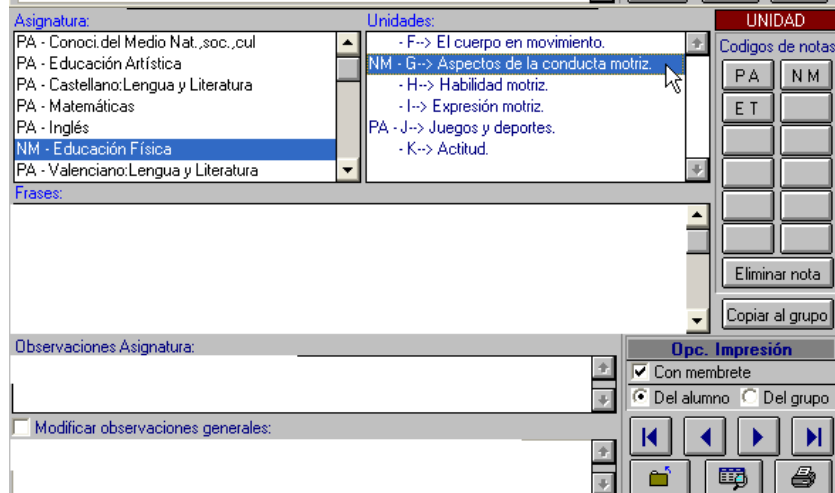 Asignatura:
PA - Conoci.del Medio Nat.,soc.,cul
PA - Educación Artística
PA - Castellano:Lengua y Literatura
PA - Matemáticas
PA - Inglés
NM - Educación Física
PA - Valenciano:Lengua y Literatura
Unidades:
- F--> El cuerpo en movimiento.
NM - G--> Aspectos de la conducta motriz.
- H--> Habilidad motriz.
- I--> Expresión motriz.
PA - J--> Juegos y deportes.
- K--> Actitud.
UNIDAD
Codigos de notas
PA NM
ET
Eliminar nota
Copiar al grupo
Frases:
Observaciones Asignatura:
Modificar observaciones generales:
Opc. Impresión
Con membrete
Del alumno Del grupo